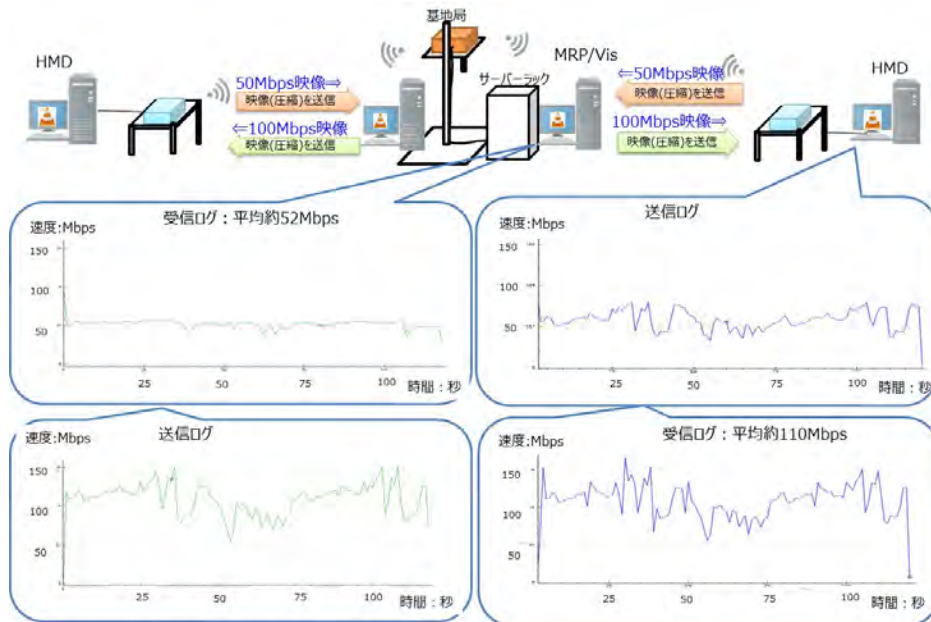 基地局
HMD
MRP/Vis
HMD
サーバーラック
50Mbps映像⇒
映像(圧縮)を送信
⇐100Mbps映像
映像(圧縮)を送信
⇐50Mbps映像
映像(圧縮)を送信
100Mbps映像⇒
映像(圧縮)を送信
受信ログ：平均約52Mbps
速度:Mbps
150
100
50
25
50
75
100
時間：秒
送信ログ
速度:Mbps
150
100
50
25
50
75
100
時間：秒
送信ログ
速度:Mbps
150
100
50
25
50
75
100
時間：秒
受信ログ：平均約110Mbps
速度:Mbps
150
100
50
25
50
75
100
時間：秒